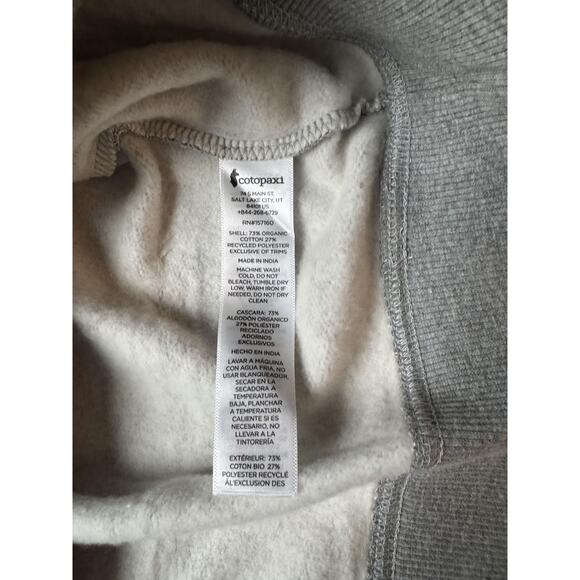 cotopaxi
74 S MAIN ST.
SALT LAKE CITY, UT
84101 US
+844-268-6729
RN#157160
SHELL: 73% ORGANIC
COTTON 27%
RECYCLED POLYESTER
EXCLUSIVE OF TRIMS
MADE IN INDIA
MACHINE WASH
COLD, DO NOT
BLEACH, TUMBLE DRY
LOW, WARM IRON IF
NEEDED, DO NOT DRY
CLEAN
CASCARA: 73%
ALGODÓN ORGANICO
27% POLIÉSTER
RECICLADO
ADORNOS
EXCLUSIVOS
HECHO EN INDIA
LAVAR A MÁQUINA
CON AGUA FRIA, NO
USAR BLANQUEADOR,
SECAR EN LA
SECADORA A
TEMPERATURA
BAJA, PLANCHAR
A TEMPERATURA
CALIENTE SI ES
NECESARIO, NO
LLEVAR A LA
TINTORERÍA
EXTÉRIEUR: 73%
COTON BIO 27%
POLYESTER RECYCLÉ
ÀL'EXCLUSION DES